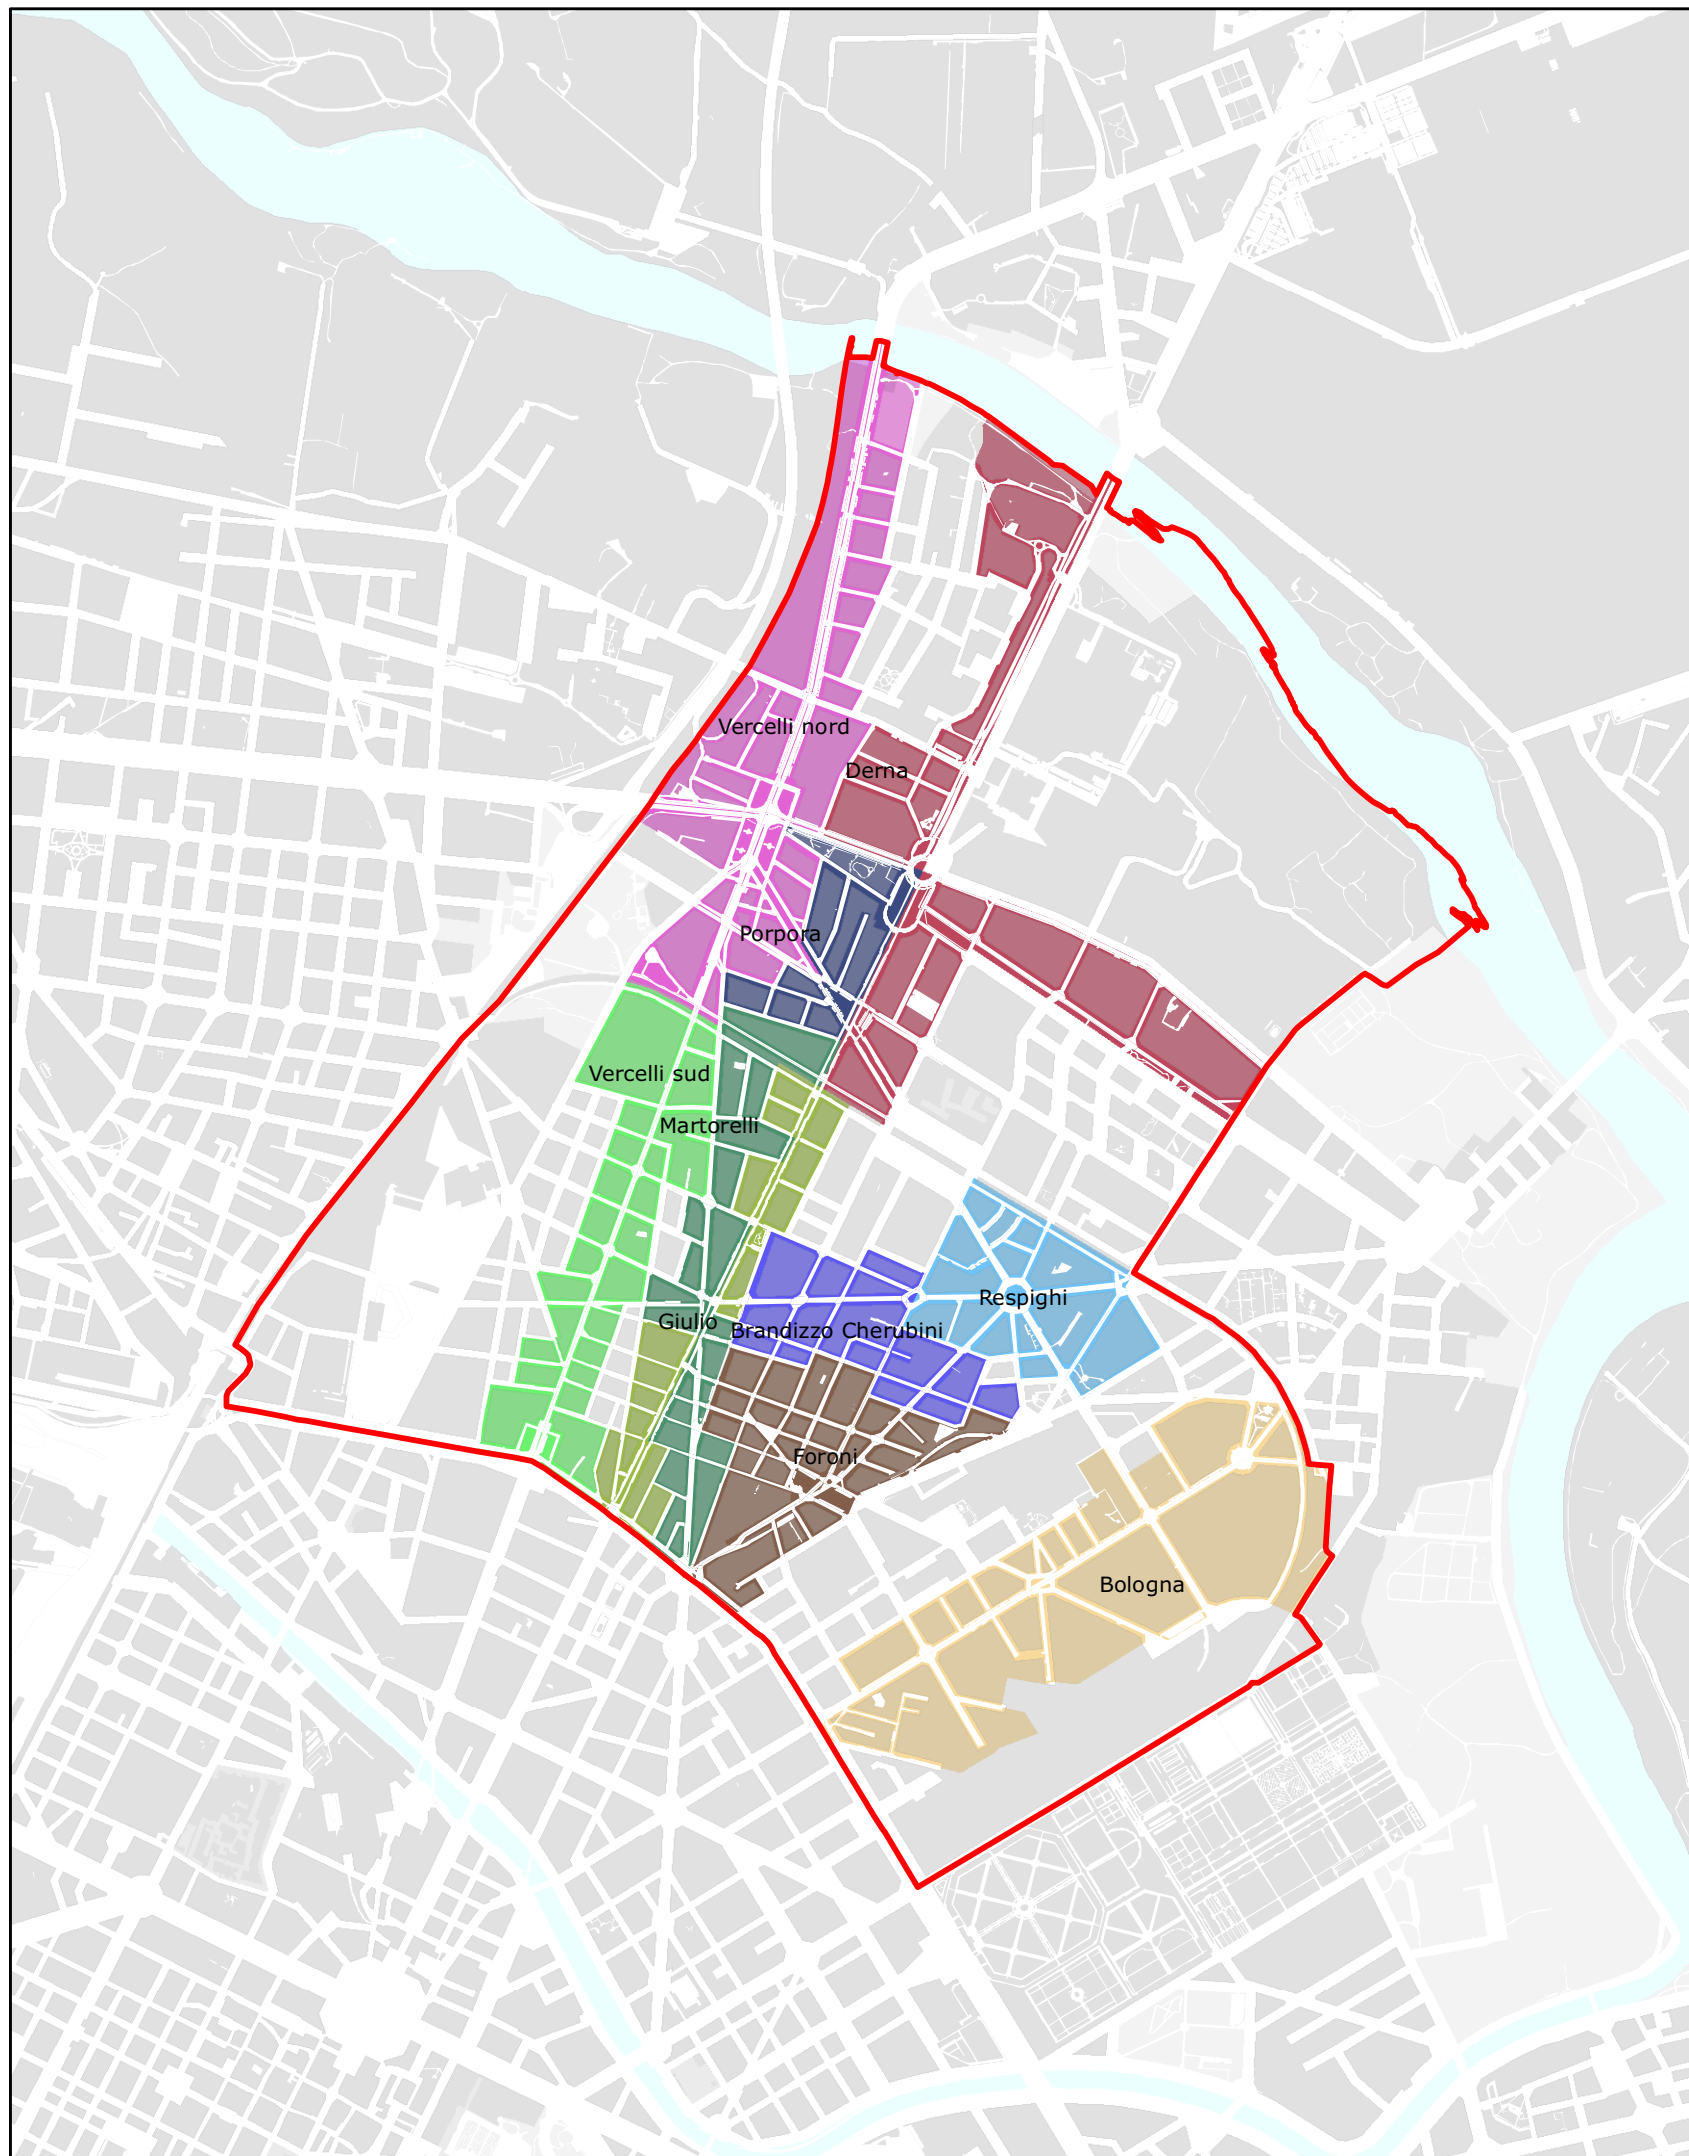 Vercelli nord
Derna
Porpora
Vercelli sud
Martorelli
Respighi
Giulio
Brandizzo Cherubini
Foroni
Bologna